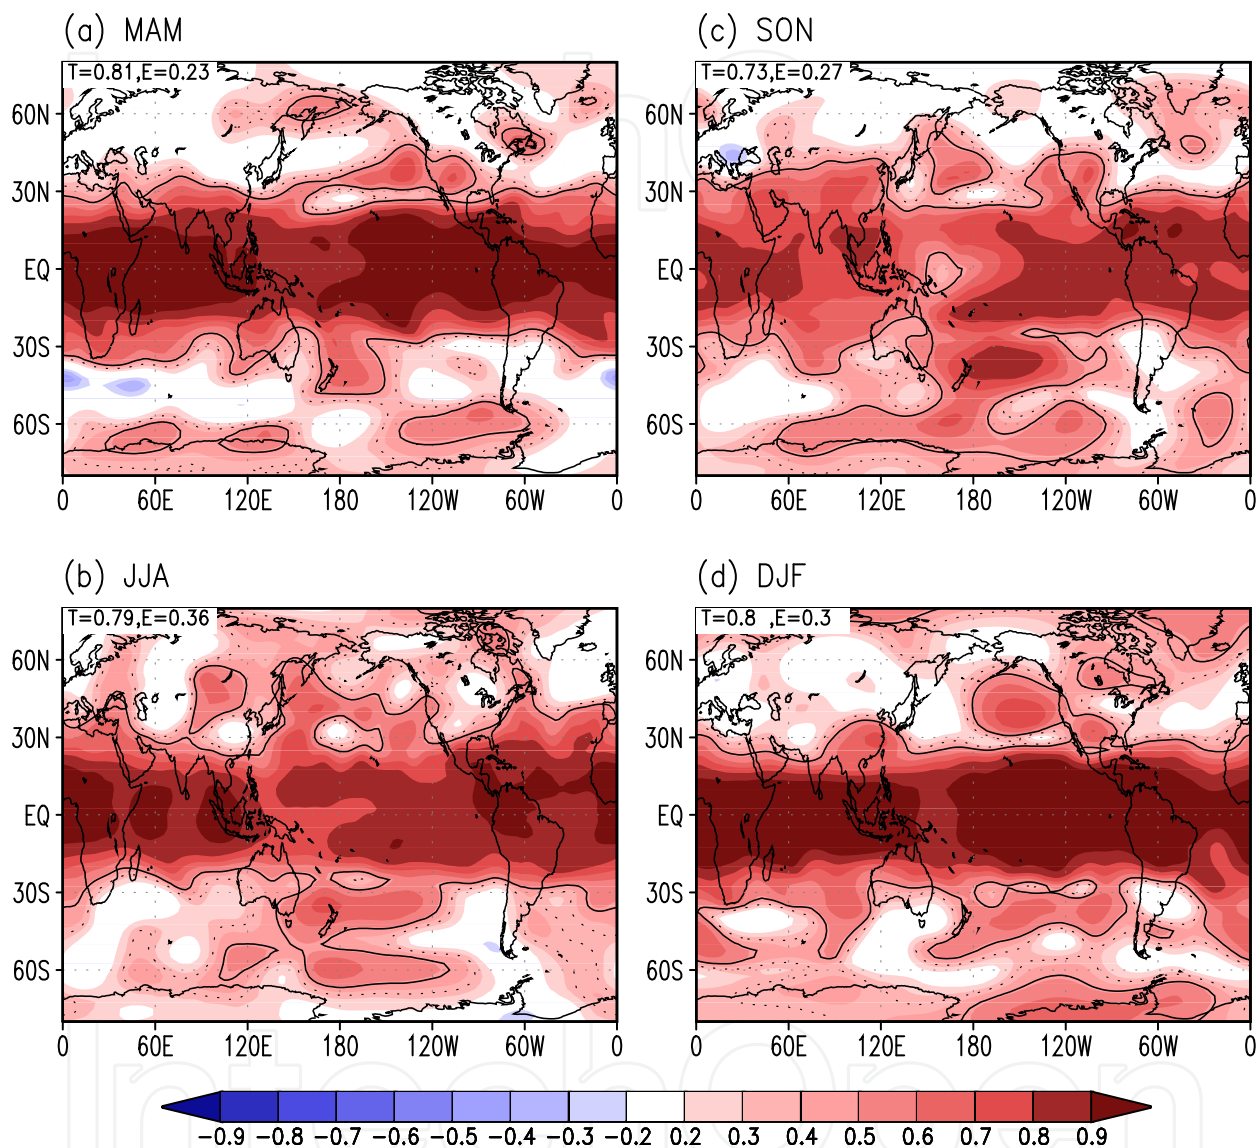 (a) MAM
(c) SON
T=0.81,E=0.23
T=0.73,E=0.27
60N
30N
EQ
30S
60S
60N
30N
EQ
30S
60S
0 60E 120E 180 120W 60W 0
0 60E 120E 180 120W 60W 0
(b) JJA
(d) DJF
T=0.79,E=0.36
T=0.8 ,E=0.3
60N
30N
EQ
30S
60S
60N
30N
EQ
30S
60S
0 60E 120E 180 120W 60W 0
0 60E 120E 180 120W 60W 0
IntechOpen
−0.9 −0.8 −0.7 −0.6 −0.5 −0.4 −0.3 −0.2 0.2 0.3 0.4 0.5 0.6 0.7 0.8 0.9